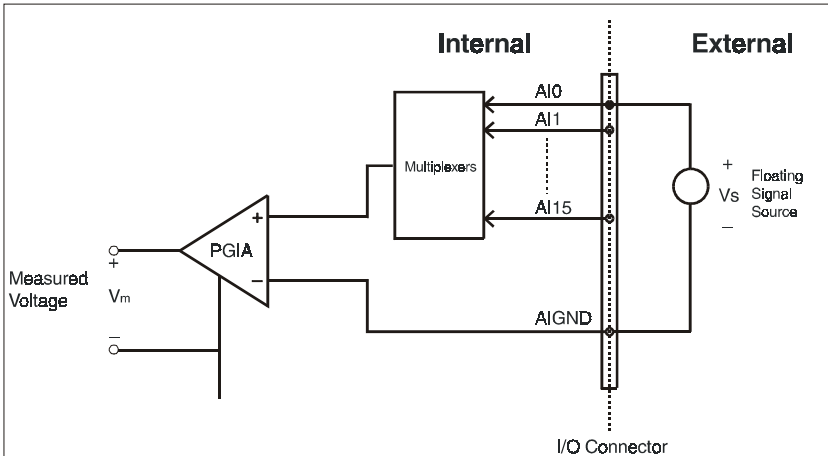 Internal
External
AI0
AI1
Multiplexers
AI15
+
Vs
−
Floating
Signal
Source
+
PGIA
−
Measured
Voltage
+
Vm
−
AIGND
I/O Connector